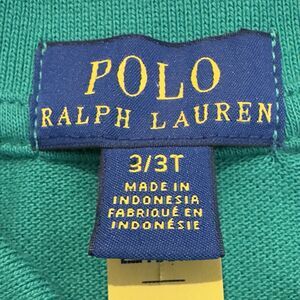 POLO
RALPH LAUREN
3/3T
MADE IN
INDONESIA
FABRIQUÉ EN
INDONÉSIE